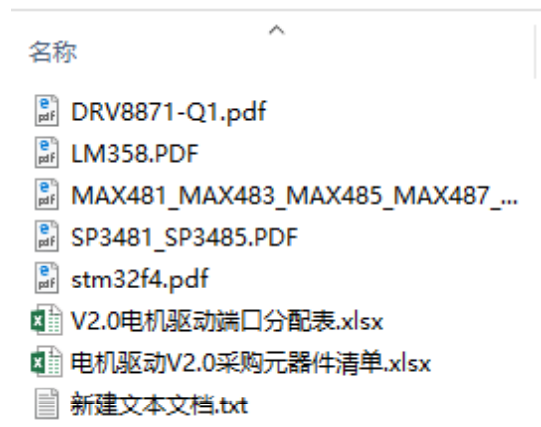 名称
DRV8871-Q1.pdf
LM358.PDF
MAX481_MAX483_MAX485_MAX487_...
SP3481_SP3485.PDF
stm32f4.pdf
V2.0电机驱动端口分配表.xlsx
电机驱动V2.0采购元器件清单.xlsx
新建文本文档.txt